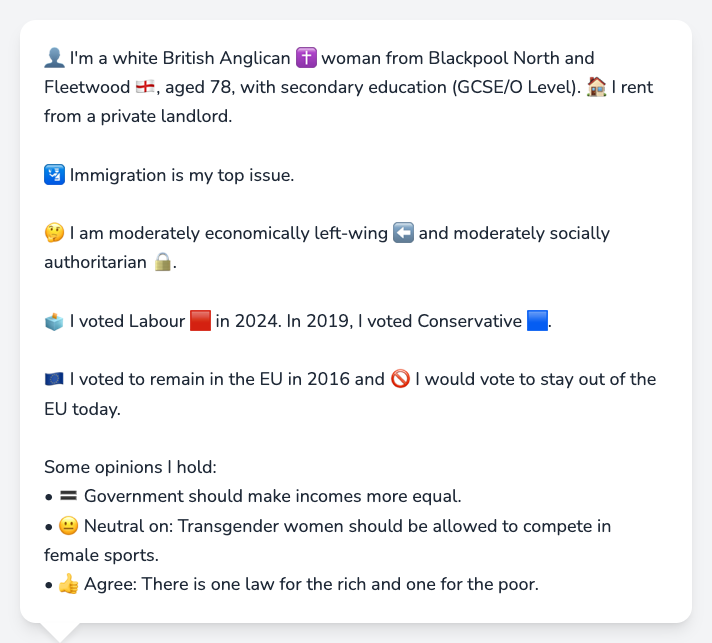 👤 I'm a white British Anglican ✝️ woman from Blackpool North and
Fleetwood 🏴󠁧󠁢󠁥󠁮󠁧󠁿, aged 78, with secondary education (GCSE/O Level). 🏠 I rent
from a private landlord.
🛂 Immigration is my top issue.
🤔 I am moderately economically left-wing ⬅️ and moderately socially
authoritarian 🔒.
🗳️ I voted Labour 🟥 in 2024. In 2019, I voted Conservative 🟦.
🇪🇺 I voted to remain in the EU in 2016 and 🚫 I would vote to stay out of the
EU today.
Some opinions I hold:
• 🟰 Government should make incomes more equal.
• 😐 Neutral on: Transgender women should be allowed to compete in
female sports.
• 👍 Agree: There is one law for the rich and one for the poor.